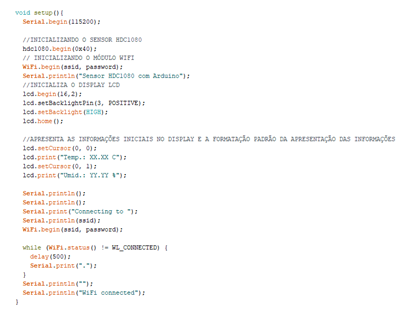 void setup(){
Serial.begin(115200);
//INICIALIZANDO O SENSOR HDC1080
hdc1080.begin(0x40);
// INICIALIZANDO O MÓDULO WIFI
WiFi.begin(ssid, password);
Serial.println("Sensor HDC1080 com Arduino");
//INICIALIZA O DISPLAY LCD
lcd.begin(16,2);
lcd.setBacklightPin(3, POSITIVE);
lcd.setBacklight(HIGH);
lcd.home();
//APRESENTA AS INFORMAÇÕES INICIAIS NO DISPLAY E A FORMATAÇÃO PADRÃO DA APRESENTAÇÃO DAS INFORMAÇÕES
lcd.setCursor(0, 0);
lcd.print("Temp.: XX.XX C");
lcd.setCursor(0, 1);
lcd.print("Umid.: YY.YY %");
Serial.println();
Serial.println();
Serial.print("Connecting to ");
Serial.println(ssid);
WiFi.begin(ssid, password);
while (WiFi.status() != WL_CONNECTED) {
delay(500);
Serial.print(".");
}
Serial.println("");
Serial.println("WiFi connected");
}